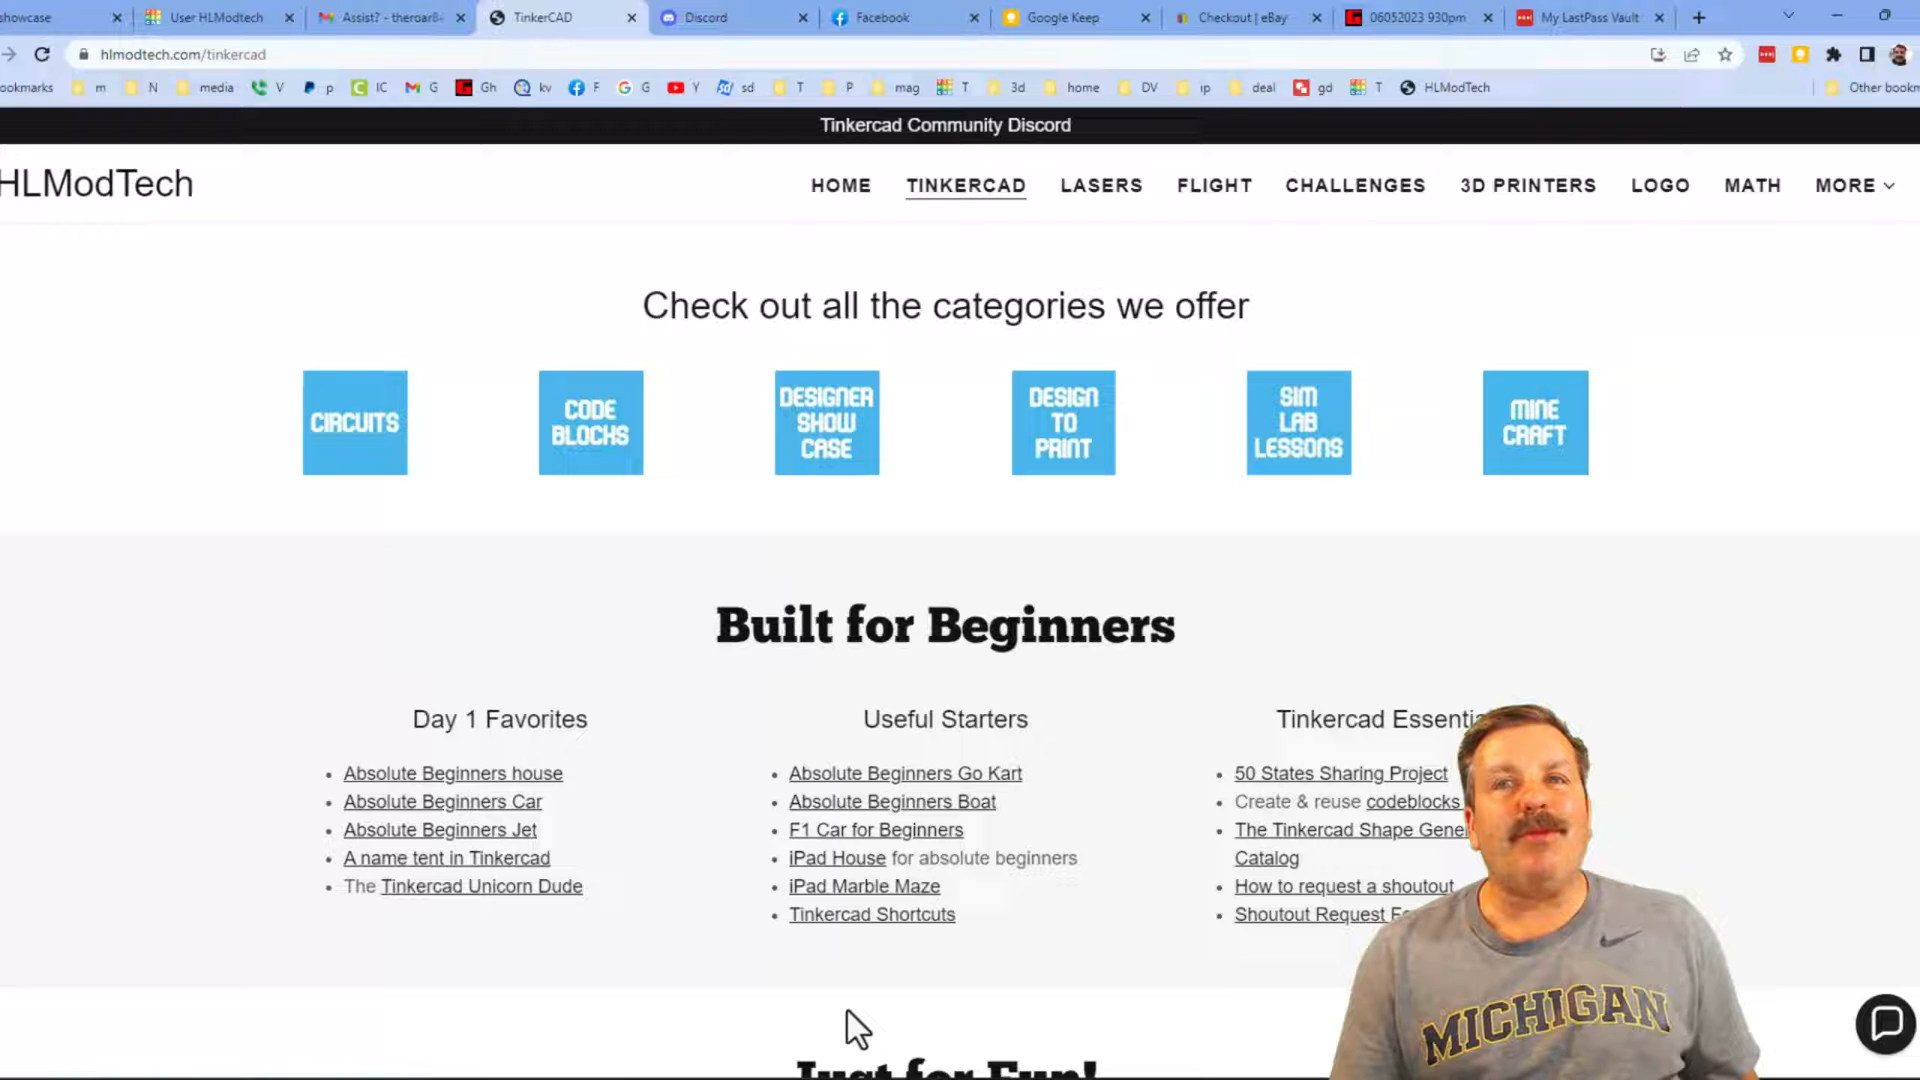 howcase
User HLModtech
Assist? - theroar8-
TinkerCAD
Discord
Facebook
Google Keep
Checkout | eBay
06052023 930pm
My LastPass Vault
hlmodtech.com/tinkercad
ookmarks m N media V p IC G Gh kv F G Y sd T P mag T 3d home DV ip deal gd T HLModTech Other bookm
Tinkercad Community Discord
HLModTech
HOME TINKERCAD LASERS FLIGHT CHALLENGES 3D PRINTERS LOGO MATH MORE
Check out all the categories we offer
CIRCUITS
CODE
BLOCKS
DESIGNER
SHOW
CASE
DESIGN
TO
PRINT
SIM
LAB
LESSONS
MINE
CRAFT
Built for Beginners
Day 1 Favorites
Absolute Beginners house
Absolute Beginners Car
Absolute Beginners Jet
A name tent in Tinkercad
The Tinkercad Unicorn Dude
Useful Starters
Absolute Beginners Go Kart
Absolute Beginners Boat
F1 Car for Beginners
iPad House for absolute beginners
iPad Marble Maze
Tinkercad Shortcuts
Tinkercad Essentia
50 States Sharing Project
Create & reuse codeblocks
The Tinkercad Shape Gene
Catalog
How to request a shoutout
Shoutout Request Fo
MICHIGAN
Just for Fun!